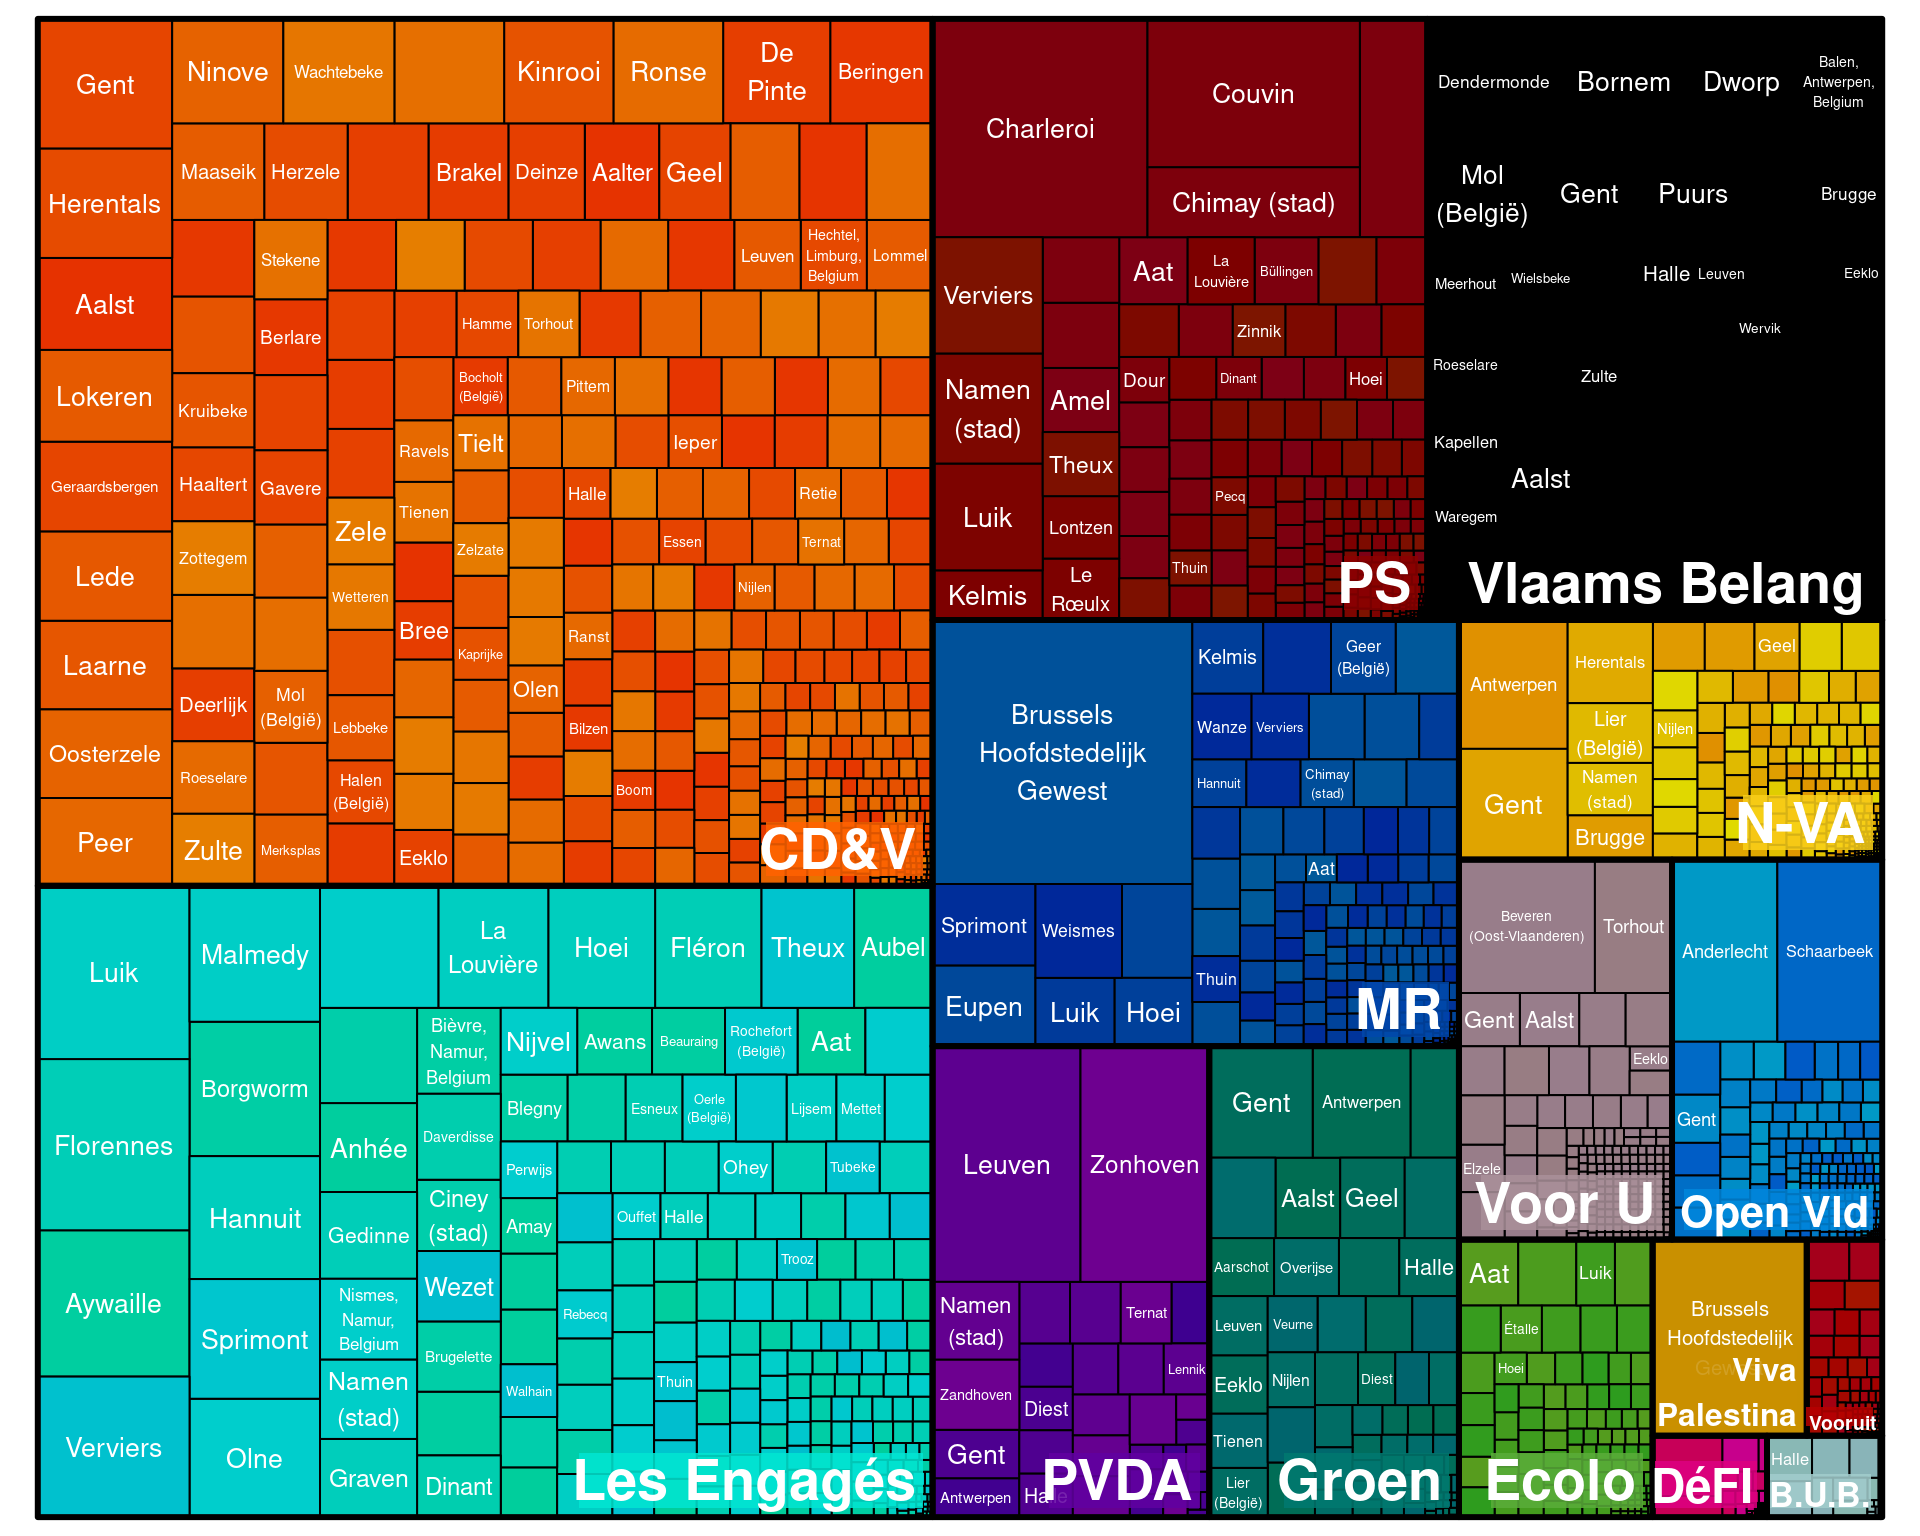 Gent
Herentals
Aalst
Lokeren
Geraardsbergen
Lede
Laarne
Oosterzele
Peer
Ninove
Wachtebeke
Kinrooi
Ronse
De
Pinte
Beringen
Maaseik
Herzele
Brakel
Deinze
Aalter
Geel
Stekene
Leuven
Hechtel,
Limburg,
Belgium
Lommel
Berlare
Hamme
Torhout
Kruibeke
Bocholt
(België)
Pittem
Haaltert
Gavere
Ravels
Tielt
Ieper
Tienen
Halle
Retie
Zottegem
Zele
Zelzate
Essen
Ternat
Wetteren
Nijlen
Bree
Kaprijke
Ranst
Deerlijk
Mol
(België)
Lebbeke
Olen
Bilzen
Roeselare
Halen
(België)
Boom
Zulte
Merksplas
Eeklo
CD&V
Charleroi
Couvin
Chimay (stad)
Verviers
Aat
La
Louvière
Büllingen
Zinnik
Namen
(stad)
Amel
Dour
Dinant
Hoei
Theux
Pecq
Luik
Lontzen
Thuin
Kelmis
Le
Rœulx
PS
Dendermonde
Bornem
Dworp
Balen,
Antwerpen,
Belgium
Mol
(België)
Gent
Puurs
Brugge
Meerhout
Wielsbeke
Halle
Leuven
Eeklo
Wervik
Roeselare
Zulte
Kapellen
Aalst
Waregem
Vlaams Belang
Luik
Florennes
Aywaille
Verviers
Malmedy
Borgworm
Hannuit
Sprimont
Olne
La
Louvière
Hoei
Fléron
Theux
Aubel
Bièvre,
Namur,
Belgium
Nijvel
Awans
Beauraing
Rochefort
(België)
Aat
Anhée
Daverdisse
Blegny
Esneux
Oerle
(België)
Lijsem
Mettet
Perwijs
Ohey
Tubeke
Gedinne
Ciney
(stad)
Amay
Ouffet
Halle
Wezet
Trooz
Nismes,
Namur,
Belgium
Rebecq
Brugelette
Namen
(stad)
Walhain
Thuin
Graven
Dinant
Les Engagés
Brussels
Hoofdstedelijk
Gewest
Kelmis
Geer
(België)
Wanze
Verviers
Hannuit
Chimay
(stad)
Aat
Sprimont
Weismes
Eupen
Luik
Hoei
Thuin
MR
Antwerpen
Gent
Herentals
Lier
(België)
Namen
(stad)
Brugge
Geel
Nijlen
N-VA
Beveren
(Oost-Vlaanderen)
Torhout
Gent
Aalst
Eeklo
Elzele
Voor U
Anderlecht
Schaarbeek
Gent
Open Vld
Leuven
Zonhoven
Namen
(stad)
Ternat
Lennik
Zandhoven
Diest
Gent
Antwerpen
Halle
PVDA
Gent
Antwerpen
Aalst
Geel
Aarschot
Overijse
Halle
Leuven
Veurne
Eeklo
Nijlen
Diest
Tienen
Lier
(België)
Groen
Aat
Luik
Étalle
Hoei
Ecolo
Brussels
Hoofdstedelijk
Gewest
Viva
Palestina
Vooruit
DéFI
Halle
B.U.B.